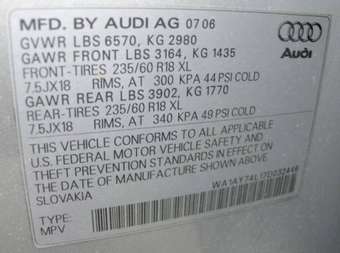 MFD. BY AUDI AG 07 06
GVWR LBS 6570, KG 2980
GAWR FRONT LBS 3164, KG 1435
FRONT-TIRES 235/60 R18 XL
7.5JX18 RIMS, AT 300 KPA 44 PSI COLD
GAWR REAR LBS 3902, KG 1770
REAR-TIRES 235/60 R18 XL
7.5JX18 RIMS, AT 340 KPA 49 PSI COLD
Audi
THIS VEHICLE CONFORMS TO ALL APPLICABLE
U.S. FEDERAL MOTOR VEHICLE SAFETY AND
THEFT PREVENTION STANDARDS IN EFFECT ON
THE DATE OF MANUFACTURE SHOWN ABOVE.
SLOVAKIA
TYPE:
MPV